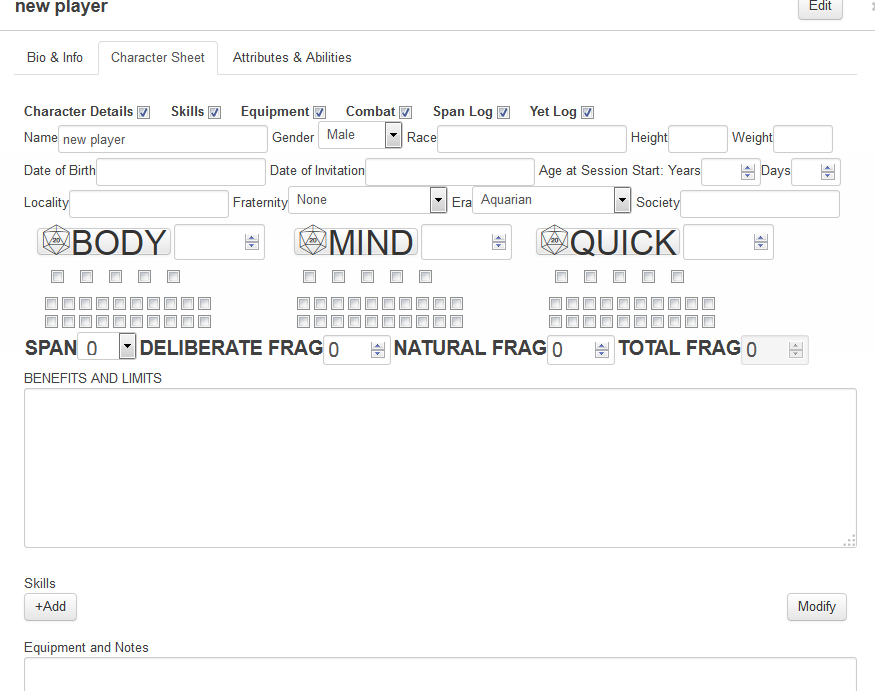 new player Edit
Bio & Info Character Sheet Attributes & Abilities
Character Details Skills Equipment Combat Span Log Yet Log
Name new player Gender Male Race Height Weight
Date of Birth Date of Invitation Age at Session Start: Years Days
Locality Fraternity None Era Aquarian Society
20 BODY 20 MIND 20 QUICK
SPAN 0 DELIBERATE FRAG 0 NATURAL FRAG 0 TOTAL FRAG 0
BENEFITS AND LIMITS
Skills
+Add Modify
Equipment and Notes